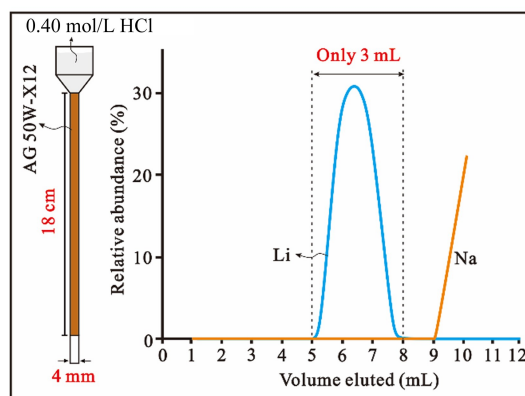 0.40 mol/L HCl
AG 50W-X12
18 cm
4 mm
Only 3 mL
Relative abundance (%)
30
20
10
0
Li
Na
0 1 2 3 4 5 6 7 8 9 10 11 12
Volume eluted (mL)